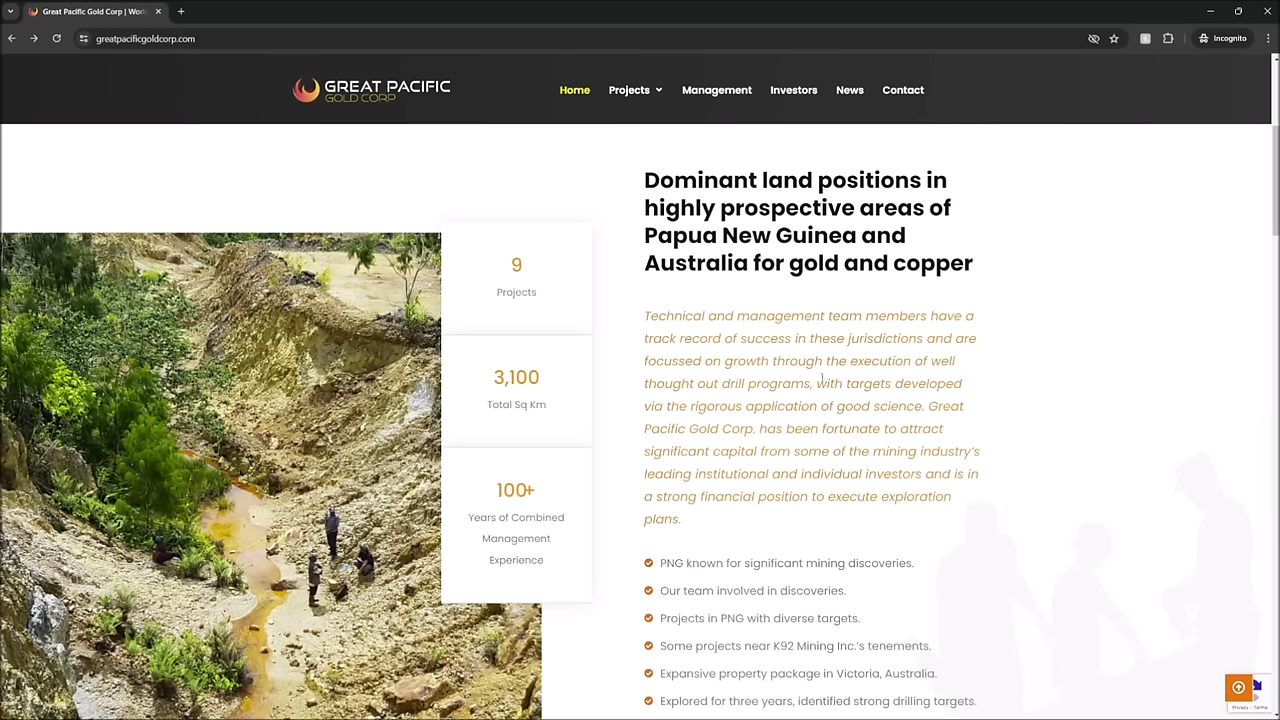 Great Pacific Gold Corp | Worl
greatpacificgoldcorp.com
Incognito
GREAT PACIFIC
GOLD CORP
Home
Projects
Management
Investors
News
Contact
Dominant land positions in
highly prospective areas of
Papua New Guinea and
Australia for gold and copper
9
Projects
3,100
Total Sq Km
100+
Years of Combined
Management
Experience
Technical and management team members have a
track record of success in these jurisdictions and are
focussed on growth through the execution of well
thought out drill programs, with targets developed
via the rigorous application of good science. Great
Pacific Gold Corp. has been fortunate to attract
significant capital from some of the mining industry's
leading institutional and individual investors and is in
a strong financial position to execute exploration
plans.
PNG known for significant mining discoveries.
Our team involved in discoveries.
Projects in PNG with diverse targets.
Some projects near K92 Mining Inc.'s tenements.
Expansive property package in Victoria, Australia.
Explored for three years, identified strong drilling targets.
Privacy - Terms